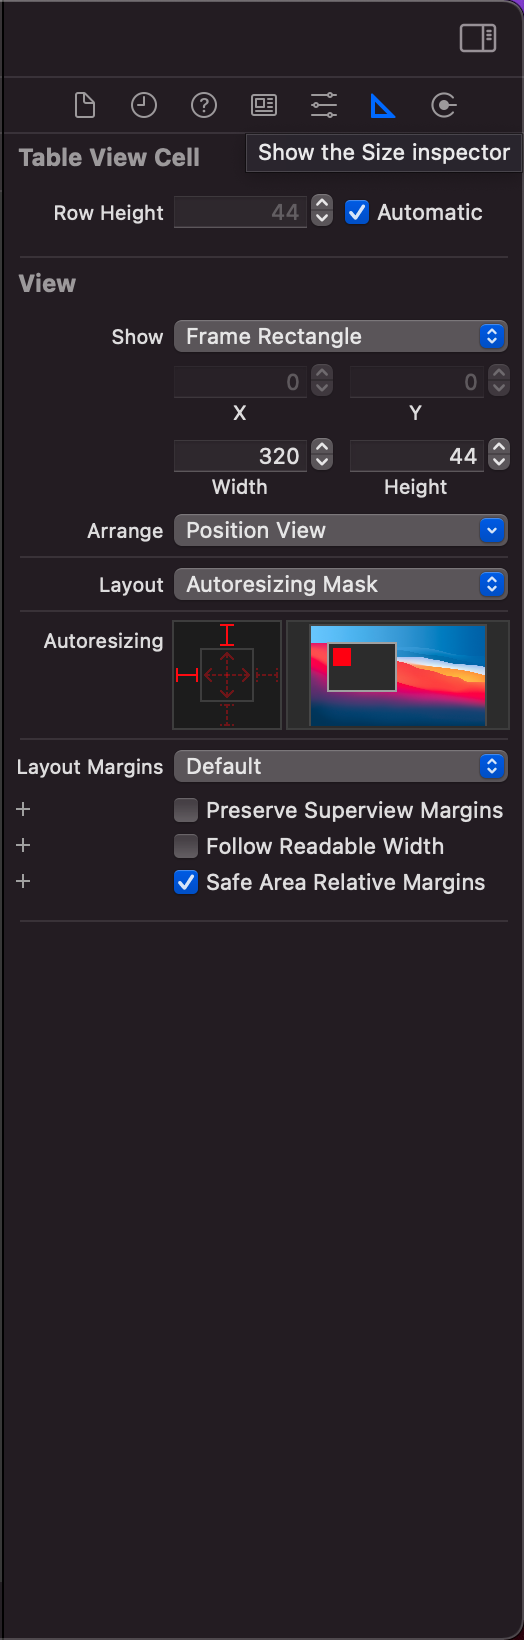 Table View Cell
Show the Size inspector
Row Height 44 Automatic
View
Show Frame Rectangle
0 0
X Y
320 44
Width Height
Arrange Position View
Layout Autoresizing Mask
Autoresizing
Layout Margins Default
Preserve Superview Margins
Follow Readable Width
Safe Area Relative Margins